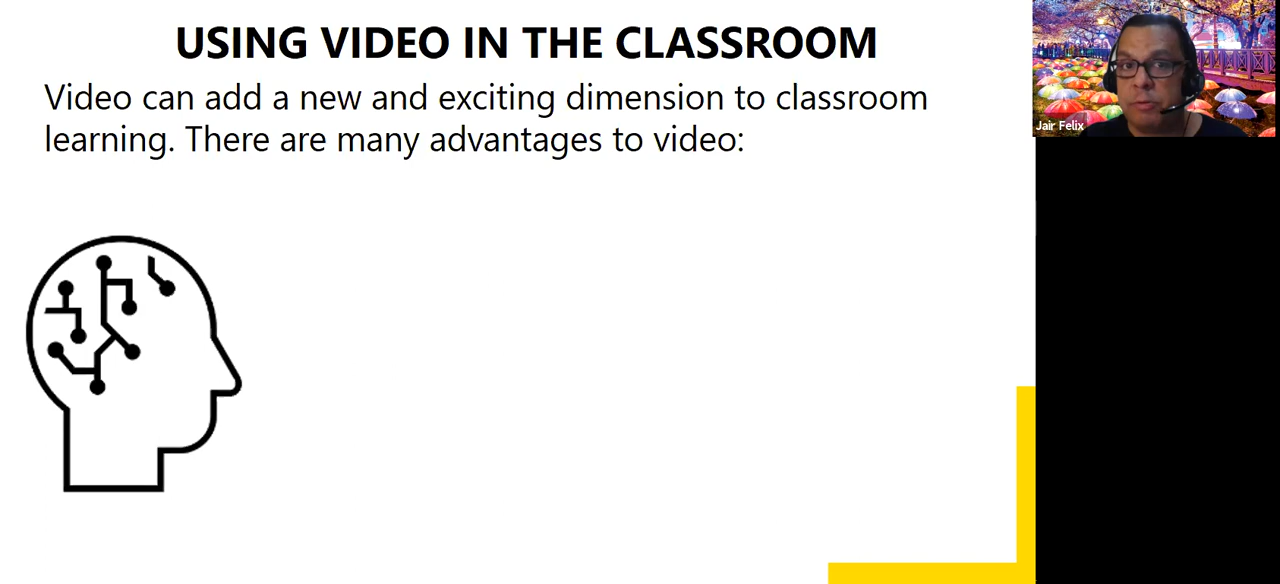 USING VIDEO IN THE CLASSROOM
Video can add a new and exciting dimension to classroom
learning. There are many advantages to video:
Jair Felix